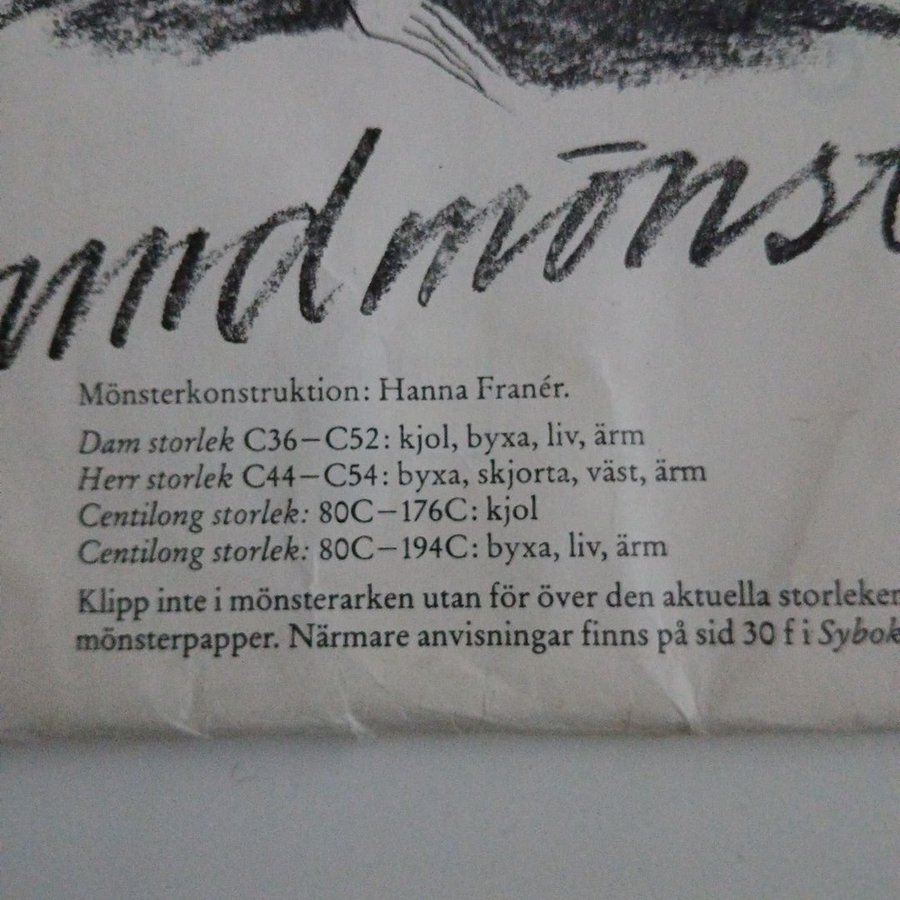 undmönst
Mönsterkonstruktion: Hanna Franér.
Dam storlek C36–C52: kjol, byxa, liv, ärm
Herr storlek C44–C54: byxa, skjorta, väst, ärm
Centilong storlek: 80C–176C: kjol
Centilong storlek: 80C–194C: byxa, liv, ärm
Klipp inte i mönsterarken utan för över den aktuella storleken
mönsterpapper. Närmare anvisningar finns på sid 30 f i Sybok